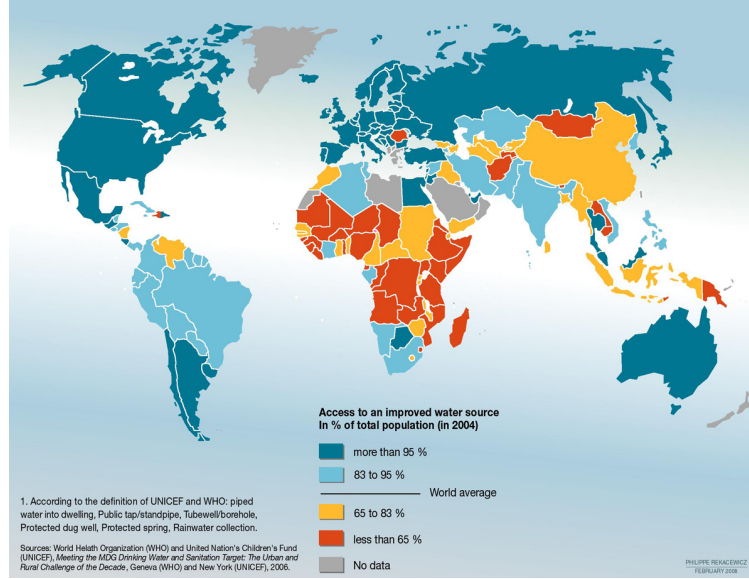 Access to an improved water source
In % of total population (in 2004)
more than 95 %
83 to 95 %
World average
65 to 83 %
less than 65 %
No data
1. According to the definition of UNICEF and WHO: piped
water into dwelling, Public tap/standpipe, Tubewell/borehole,
Protected dug well, Protected spring, Rainwater collection.
Sources: World Helath Organization (WHO) and United Nation's Children's Fund
(UNICEF), Meeting the MDG Drinking Water and Sanitation Target: The Urban and
Rural Challenge of the Decade, Geneva (WHO) and New York (UNICEF), 2006.
PHILIPPE REKACEWICZ
FEBRUARY 2008